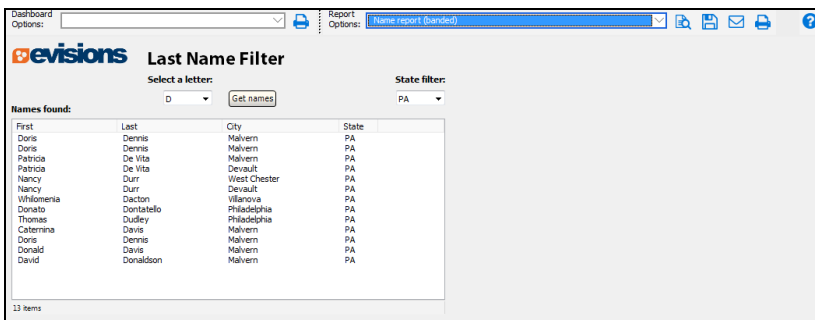 Dashboard Options:
Report Options: Name report (banded)
evisions Last Name Filter
Select a letter: State filter:
D Get names PA
Names found:
First Last City State
Doris Dennis Malvern PA
Doris Dennis Malvern PA
Patricia De Vita Malvern PA
Patricia De Vita Devault PA
Nancy Durr West Chester PA
Nancy Durr Devault PA
Whilomenia Dacton Villanova PA
Donato Dontatello Philadelphia PA
Thomas Dudley Philadelphia PA
Caternina Davis Malvern PA
Doris Dennis Malvern PA
Donald Davis Malvern PA
David Donaldson Malvern PA
13 items